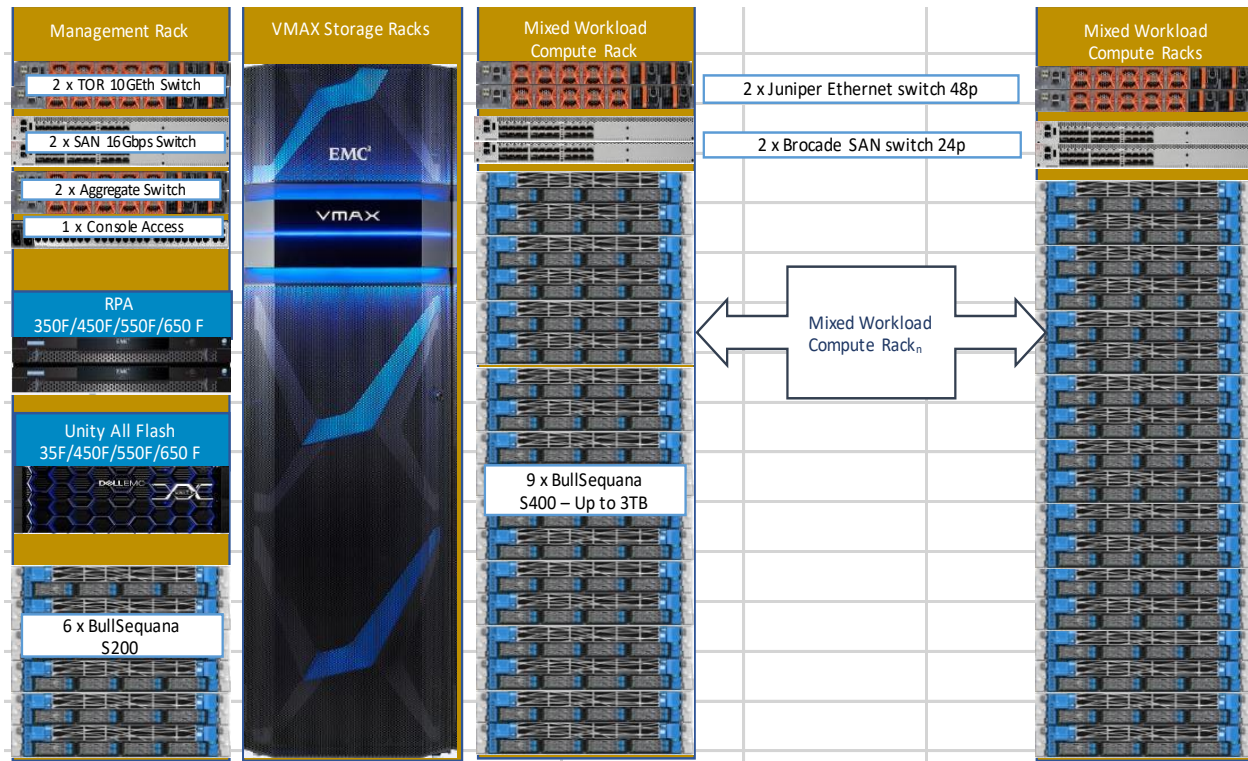 Management Rack
2 x TOR 10GEth Switch
2 x SAN 16Gbps Switch
2 x Aggregate Switch
1 x Console Access
RPA
350F/450F/550F/650 F
EMC²
EMC²
Unity All Flash
35F/450F/550F/650 F
DELLEMC
6 x BullSequana
S200
VMAX Storage Racks
EMC²
VMAX
Mixed Workload
Compute Rack
9 x BullSequana
S400 – Up to 3TB
2 x Juniper Ethernet switch 48p
2 x Brocade SAN switch 24p
Mixed Workload
Compute Rackn
Mixed Workload
Compute Racks